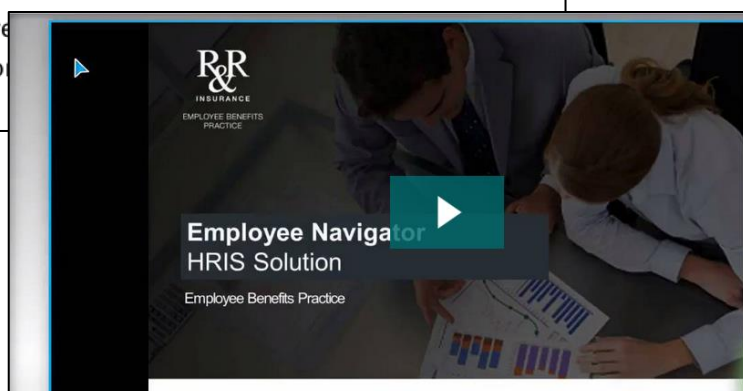 R&R
INSURANCE
EMPLOYEE BENEFITS
PRACTICE
Employee Navigator
HRIS Solution
Employee Benefits Practice